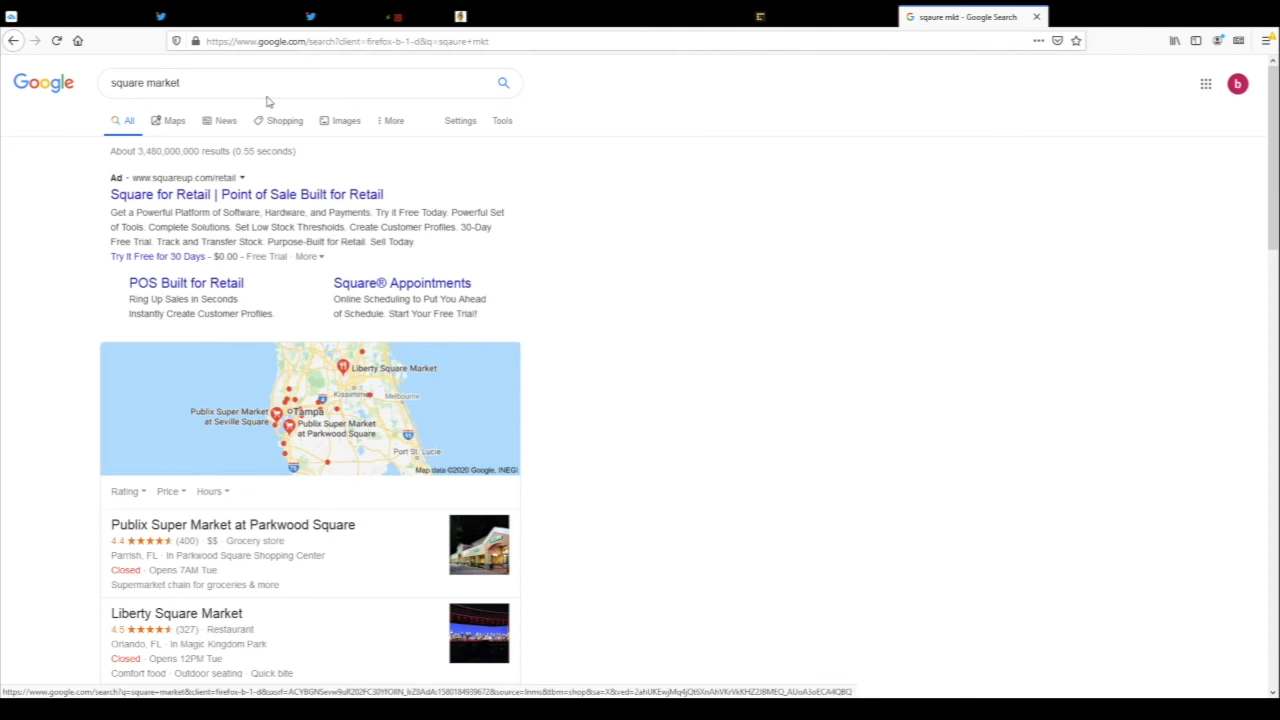 sqaure mkt - Google Search
https://www.google.com/search?client=firefox-b-1-d&q=sqaure+mkt
Google
square market
b
All
Maps
News
Shopping
Images
More
Settings
Tools
About 3,480,000,000 results (0.55 seconds)
Ad · www.squareup.com/retail
Square for Retail | Point of Sale Built for Retail
Get a Powerful Platform of Software, Hardware, and Payments. Try it Free Today. Powerful Set
of Tools. Complete Solutions. Set Low Stock Thresholds. Create Customer Profiles. 30-Day
Free Trial. Track and Transfer Stock. Purpose-Built for Retail. Sell Today.
Try It Free for 30 Days - $0.00 - Free Trial · More
POS Built for Retail
Ring Up Sales in Seconds
Instantly Create Customer Profiles.
Square® Appointments
Online Scheduling to Put You Ahead
of Schedule. Start Your Free Trial!
Liberty Square Market
Kissimmee
Melbourne
Publix Super Market
at Seville Square
Tampa
Publix Super Market
at Parkwood Square
Port St. Lucie
Map data ©2020 Google, INEGI
Rating
Price
Hours
Publix Super Market at Parkwood Square
4.4
(400) · $$ · Grocery store
Parrish, FL · In Parkwood Square Shopping Center
Closed · Opens 7AM Tue
Supermarket chain for groceries & more
Liberty Square Market
4.5
(327) · Restaurant
Orlando, FL · In Magic Kingdom Park
Closed · Opens 12PM Tue
Comfort food · Outdoor seating · Quick bite